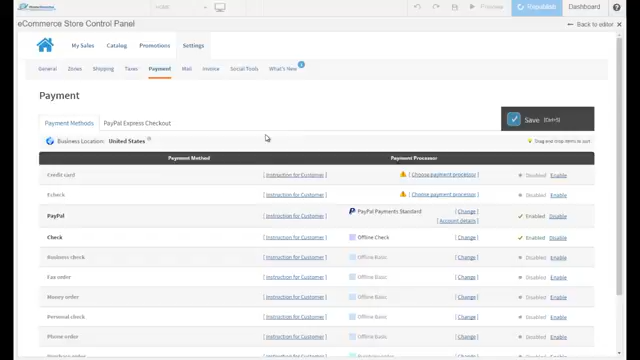 HOME
Preview
Republish
Dashboard
eCommerce Store Control Panel
Back to editor
My Sales
Catalog
Promotions
Settings
General
Zones
Shipping
Taxes
Payment
Mail
Invoice
Social Tools
What's New
Payment
Payment Methods
PayPal Express Checkout
Save (Ctrl+S)
Business Location: United States
Drag and drop items to sort.
Payment Method
Payment Processor
Credit card [ Instruction for Customer ] [ Choose payment processor ] Disabled Enable
Echeck [ Instruction for Customer ] [ Choose payment processor ] Disabled Enable
PayPal [ Instruction for Customer ] PayPal Payments Standard [ Change ] Enabled Disable
[ Account details ]
Check [ Instruction for Customer ] Offline Check [ Change ] Enabled Disable
Business check [ Instruction for Customer ] Offline Basic [ Change ] Disabled Enable
Fax order [ Instruction for Customer ] Offline Basic [ Change ] Disabled Enable
Money order [ Instruction for Customer ] Offline Basic [ Change ] Disabled Enable
Personal check [ Instruction for Customer ] Offline Basic [ Change ] Disabled Enable
Phone order [ Instruction for Customer ] Offline Basic [ Change ] Disabled Enable